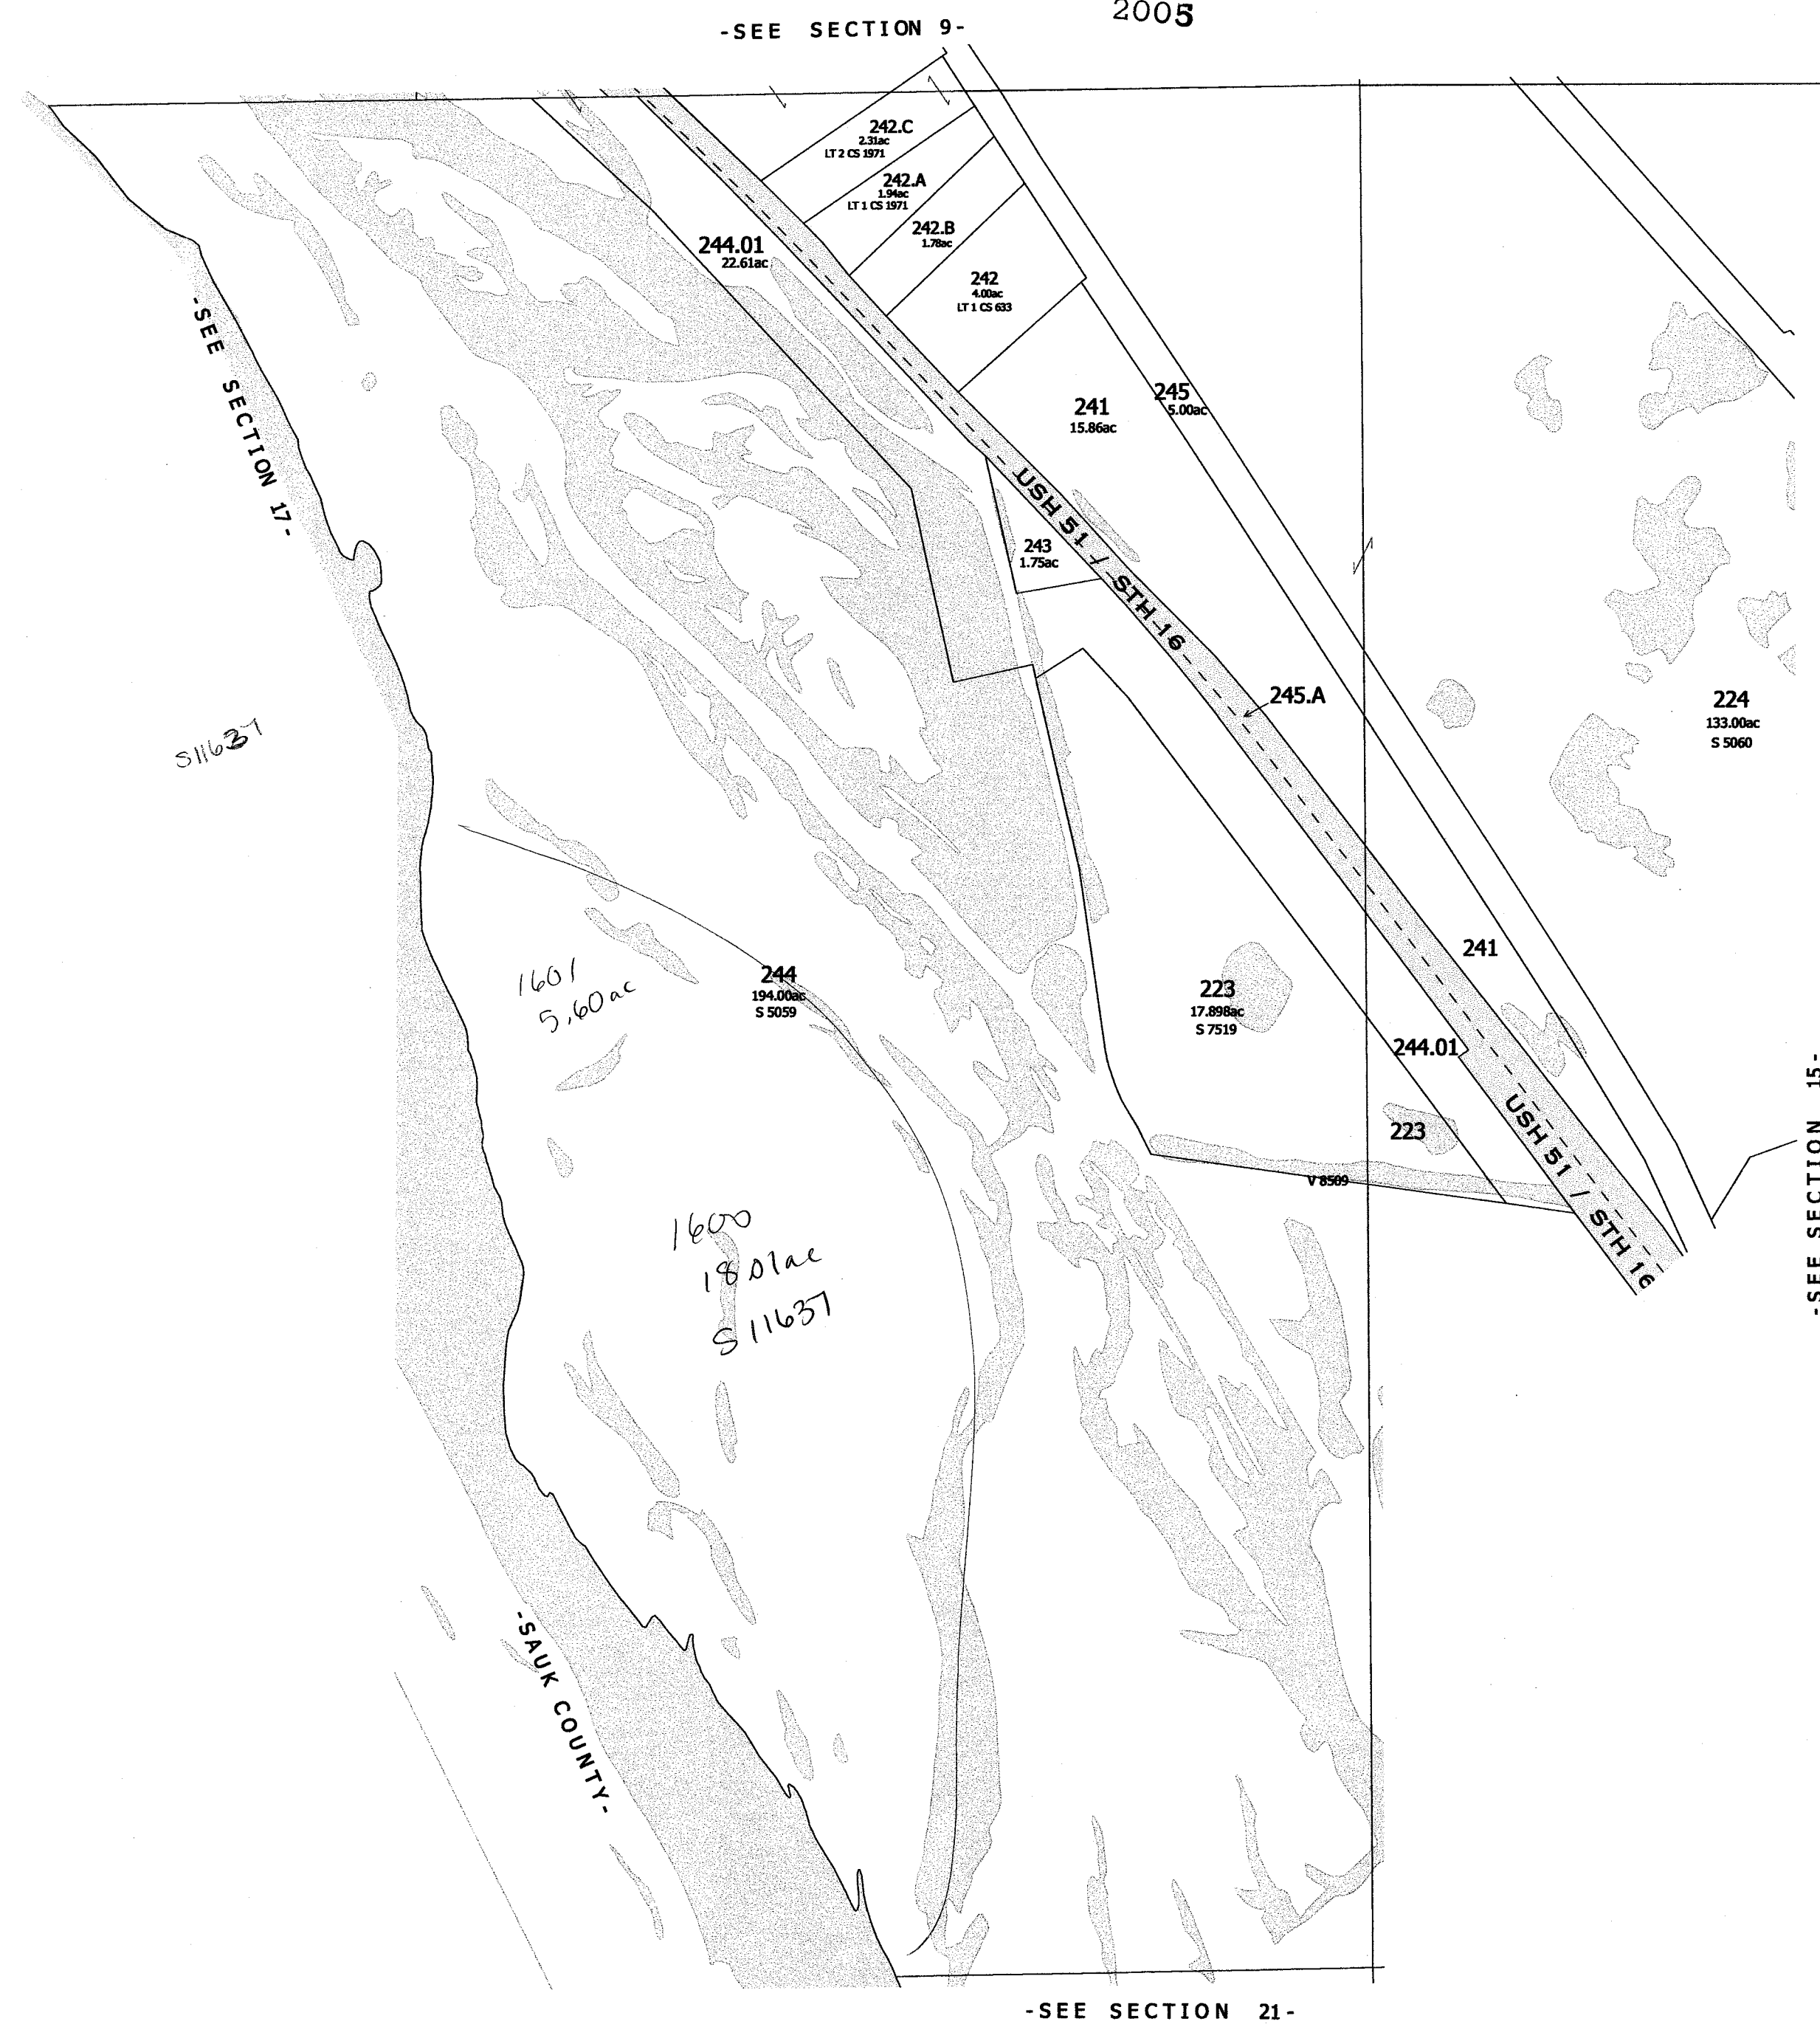 2005
-SEE SECTION 9-
242.C
2.31ac
LT 2 CS 1971
242.A
1.94ac
LT 1 CS 1971
242.B
1.78ac
244.01
22.61ac
242
4.00ac
LT 1 CS 633
-SEE SECTION 17-
245
5.00ac
241
15.86ac
USH 51 / STH 16
243
1.75ac
245.A
224
133.00ac
S 5060
S11637
241
1601
5.60ac
244
194.00ac
S 5059
223
17.898ac
S 7519
244.01
-SEE SECTION 15-
223
USH 51 / STH 16
V 8509
1600
18.01ac
S11637
-SAUK COUNTY-
-SEE SECTION 21-